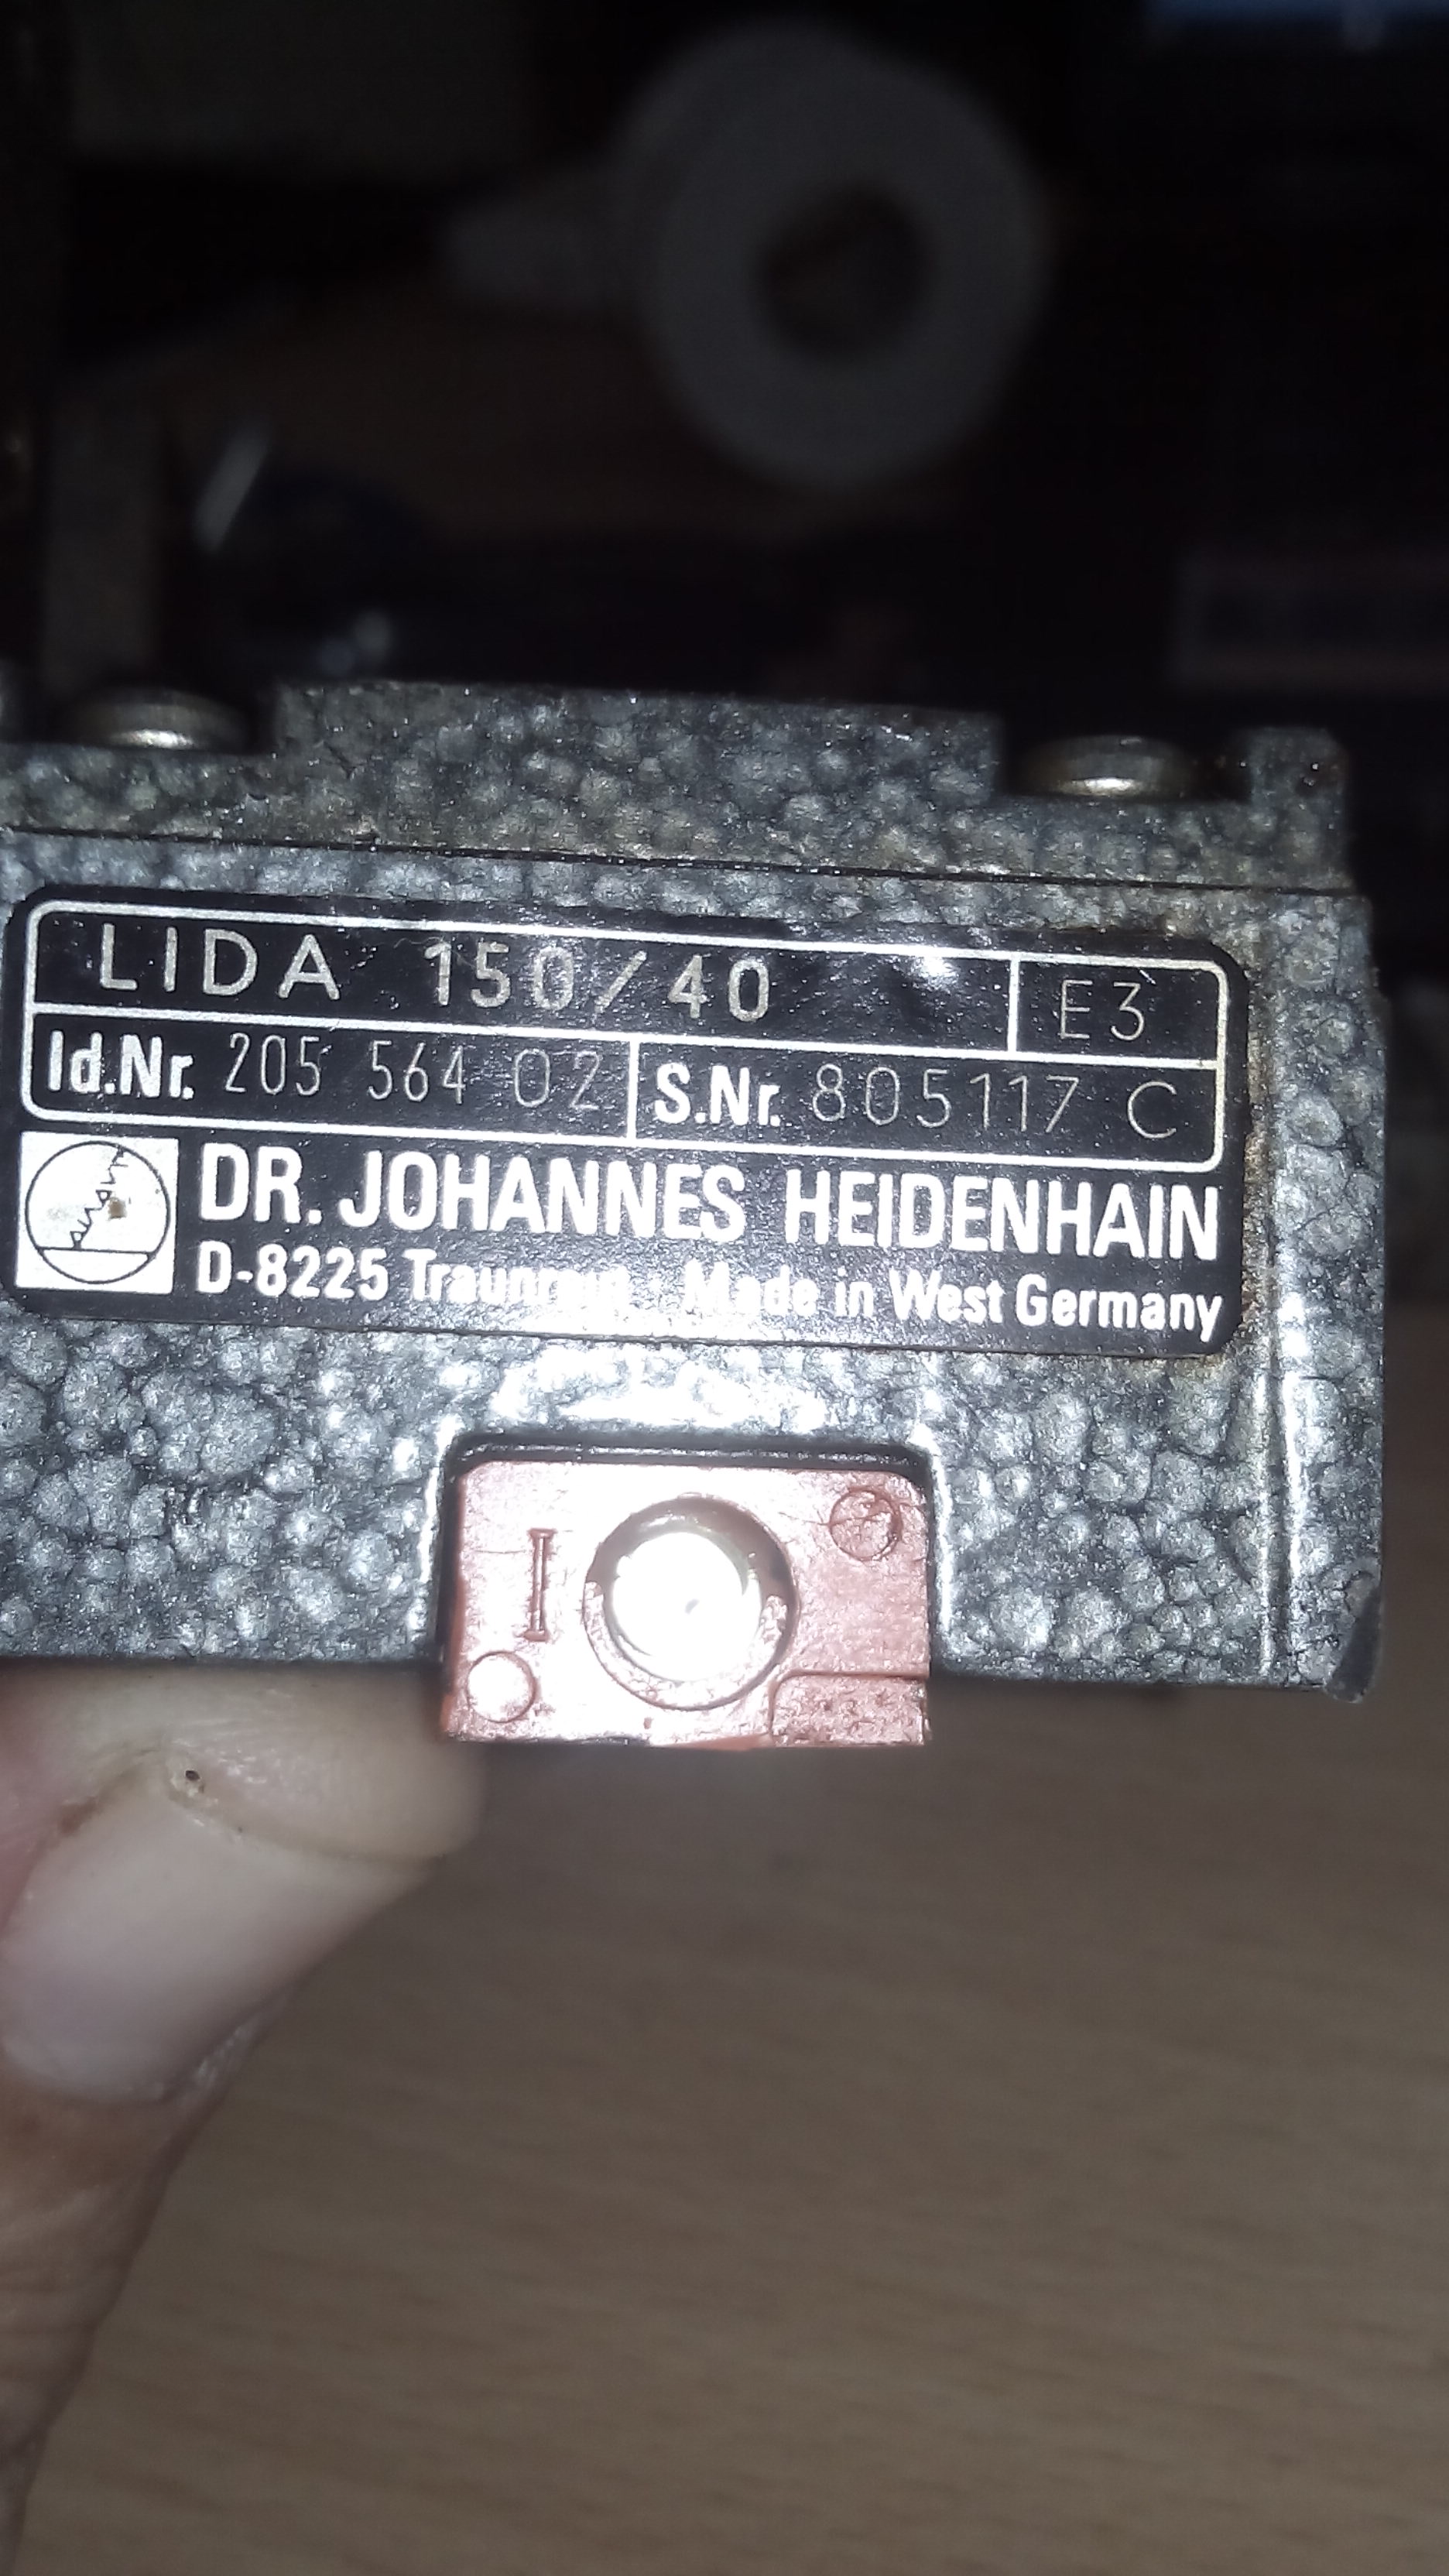 LIDA 150/40 E3
Id.Nr. 205 564 02 S.Nr. 805117 C
DR. JOHANNES HEIDENHAIN
D-8225 Traunreut · Made in West Germany
I